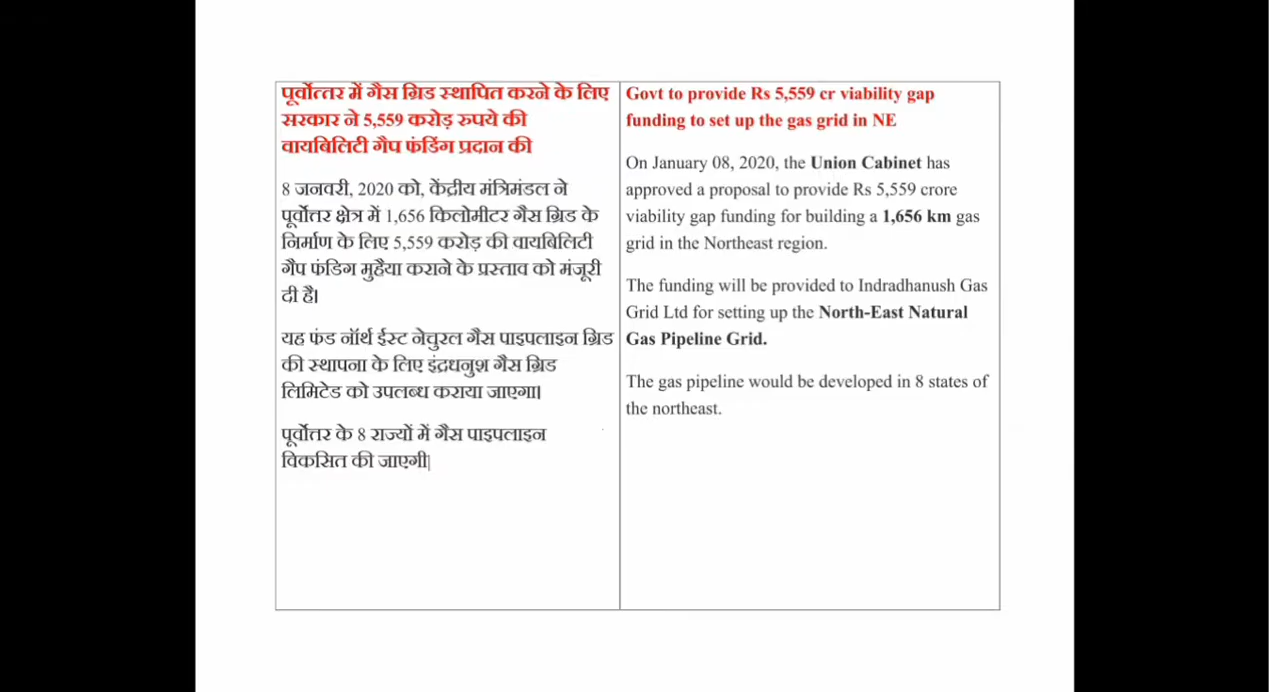 पूर्वोत्तर में गैस ग्रिड स्थापित करने के लिए
सरकार ने 5,559 करोड़ रुपये की
वायबिलिटी गैप फंडिंग प्रदान की
8 जनवरी, 2020 को, केंद्रीय मंत्रिमंडल ने
पूर्वोत्तर क्षेत्र में 1,656 किलोमीटर गैस ग्रिड के
निर्माण के लिए 5,559 करोड़ की वायबिलिटी
गैप फंडिग मुहैया कराने के प्रस्ताव को मंजूरी
दी है।
यह फंड नॉर्थ ईस्ट नेचुरल गैस पाइपलाइन ग्रिड
की स्थापना के लिए इंद्रधनुश गैस ग्रिड
लिमिटेड को उपलब्ध कराया जाएगा।
पूर्वोत्तर के 8 राज्यों में गैस पाइपलाइन
विकसित की जाएगी
Govt to provide Rs 5,559 cr viability gap
funding to set up the gas grid in NE
On January 08, 2020, the Union Cabinet has
approved a proposal to provide Rs 5,559 crore
viability gap funding for building a 1,656 km gas
grid in the Northeast region.
The funding will be provided to Indradhanush Gas
Grid Ltd for setting up the North-East Natural
Gas Pipeline Grid.
The gas pipeline would be developed in 8 states of
the northeast.